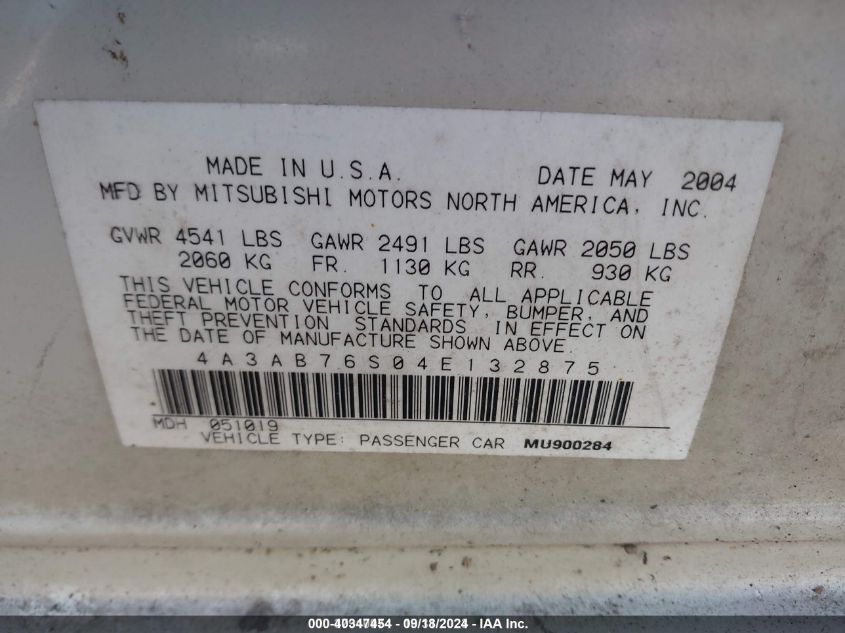 MADE IN U.S.A. DATE MAY 2004
MFD BY MITSUBISHI MOTORS NORTH AMERICA, INC.
GVWR 4541 LBS GAWR 2491 LBS GAWR 2050 LBS
2060 KG FR. 1130 KG RR. 930 KG
THIS VEHICLE CONFORMS TO ALL APPLICABLE
FEDERAL MOTOR VEHICLE SAFETY, BUMPER, AND
THEFT PREVENTION STANDARDS IN EFFECT ON
THE DATE OF MANUFACTURE SHOWN ABOVE.
4A3AB76S04E132875
MDH 051019
VEHICLE TYPE: PASSENGER CAR MU900284
000-40347454 - 09/18/2024 - IAA Inc.